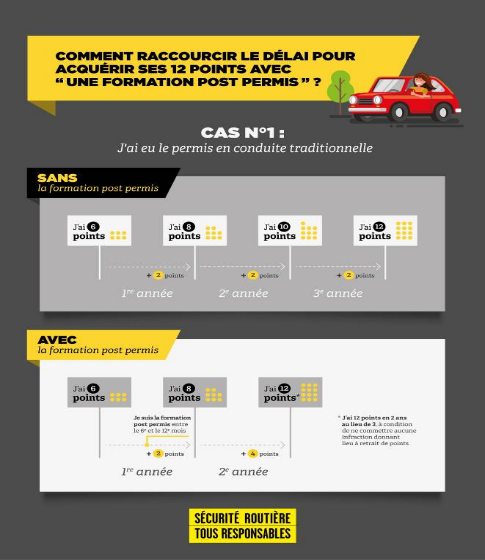 COMMENT RACCOURCIR LE DÉLAI POUR
ACQUÉRIR SES 12 POINTS AVEC
“ UNE FORMATION POST PERMIS ” ?
CAS N°1 :
J'ai eu le permis en conduite traditionnelle
SANS
la formation post permis
J'ai 6 points
J'ai 8 points
J'ai 10 points
J'ai 12 points
+ 2 points
+ 2 points
+ 2 points
1re année
2e année
3e année
AVEC
la formation post permis
J'ai 6 points
J'ai 8 points
J'ai 12 points*
Je suis la formation
post permis entre
le 6e et le 12e mois
+ 2 points
+ 4 points
1re année
2e année
* J'ai 12 points en 2 ans
au lieu de 3, à condition
de ne commettre aucune
infraction donnant
lieu à retrait de points
SÉCURITÉ ROUTIÈRE
TOUS RESPONSABLES